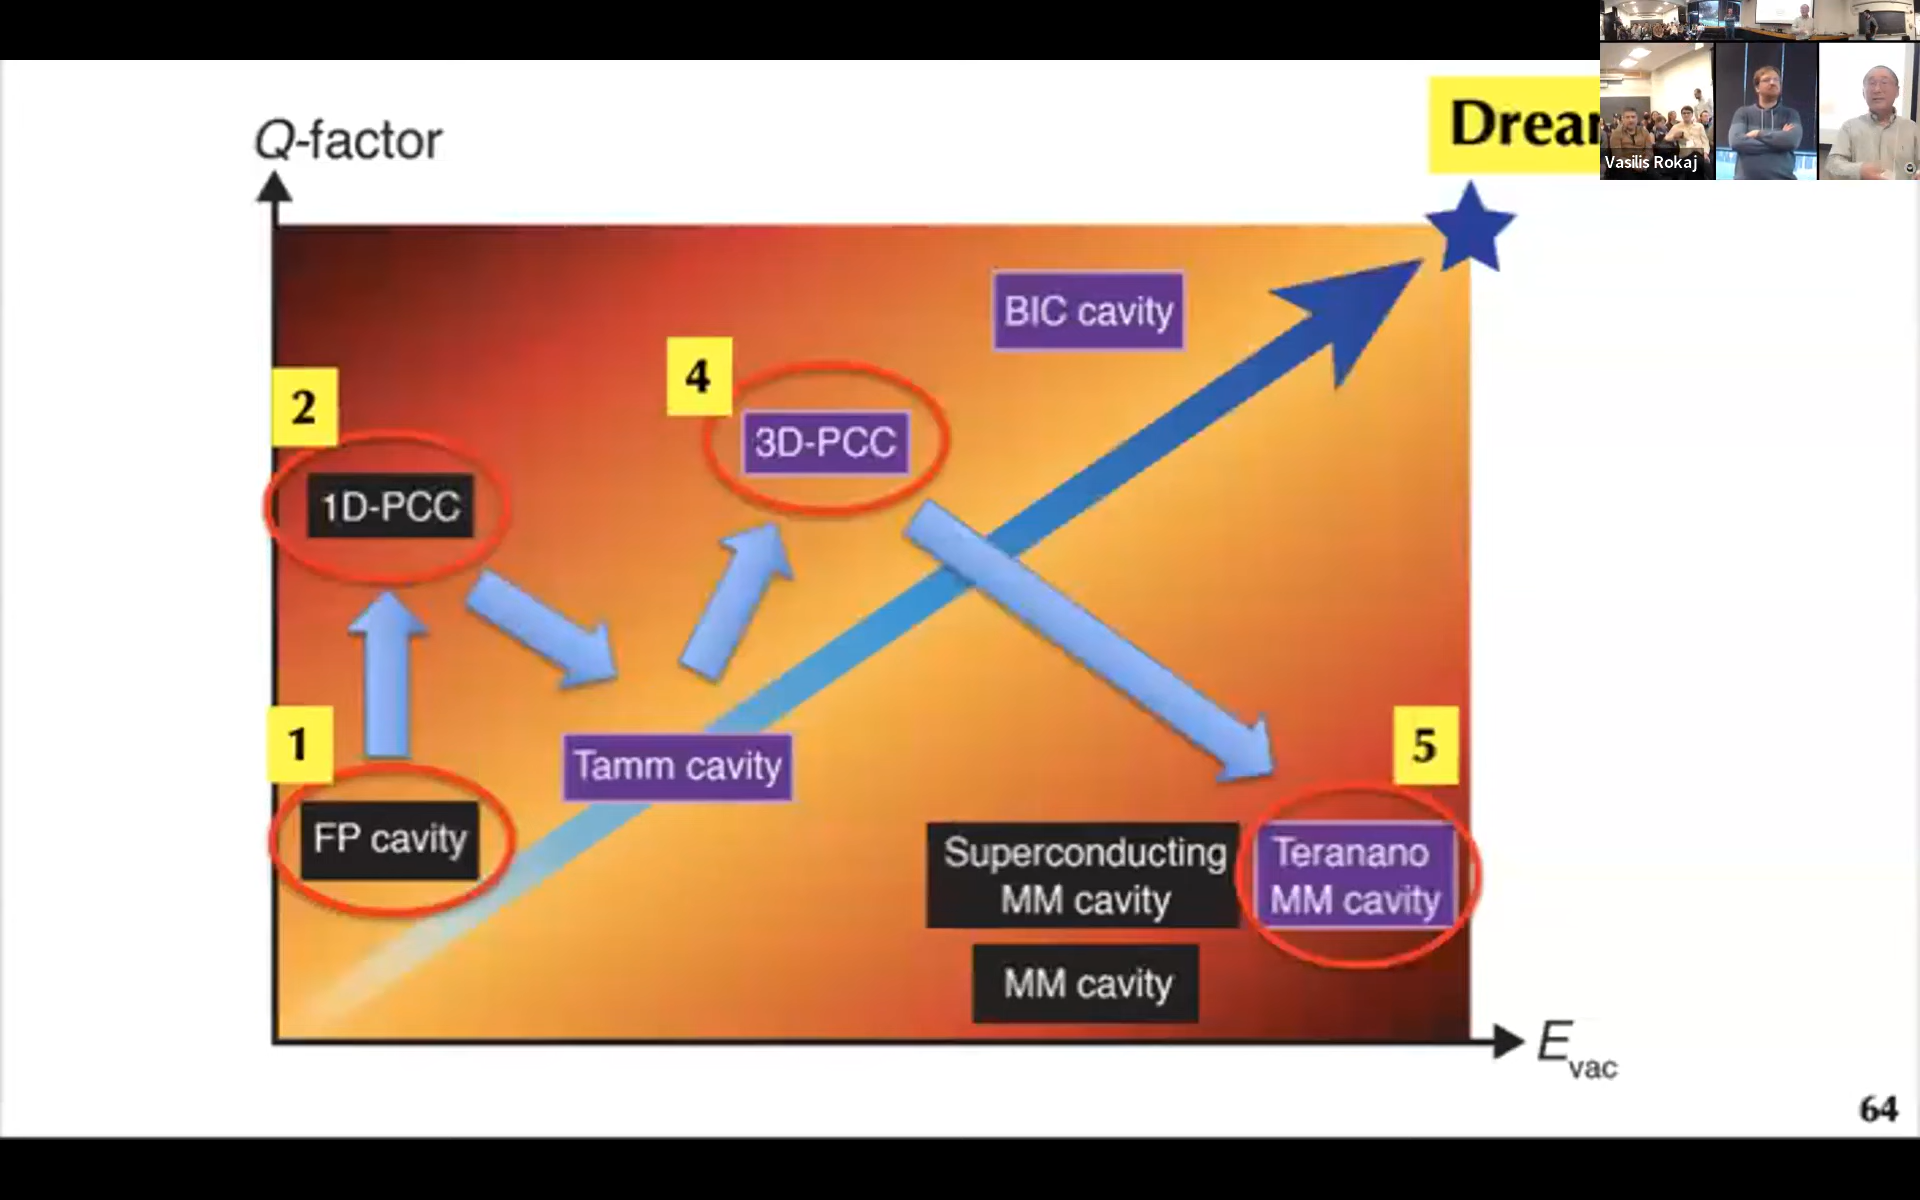 Q-factor
Drea
Vasilis Rokaj
BIC cavity
4
2
3D-PCC
1D-PCC
1
5
Tamm cavity
FP cavity
Superconducting
MM cavity
Teranano
MM cavity
MM cavity
Evac
64